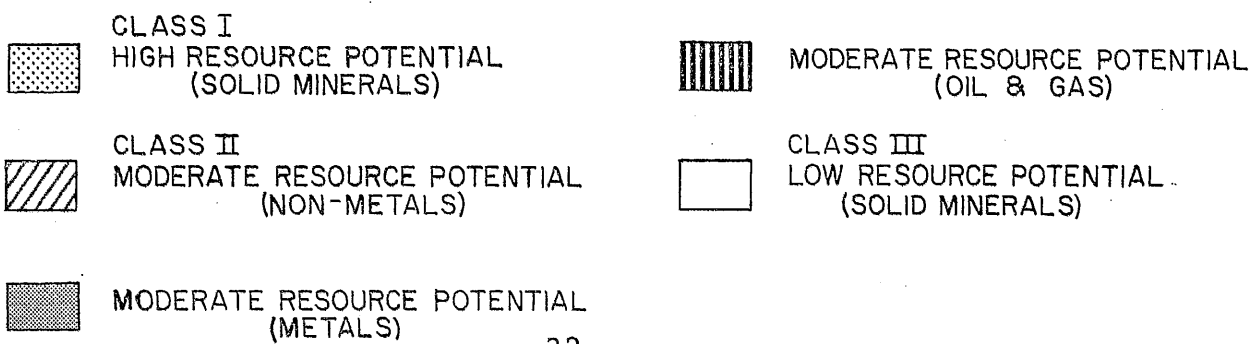 CLASS I
HIGH RESOURCE POTENTIAL
(SOLID MINERALS)
CLASS II
MODERATE RESOURCE POTENTIAL
(NON-METALS)
MODERATE RESOURCE POTENTIAL
(METALS)
MODERATE RESOURCE POTENTIAL
(OIL & GAS)
CLASS III
LOW RESOURCE POTENTIAL
(SOLID MINERALS)